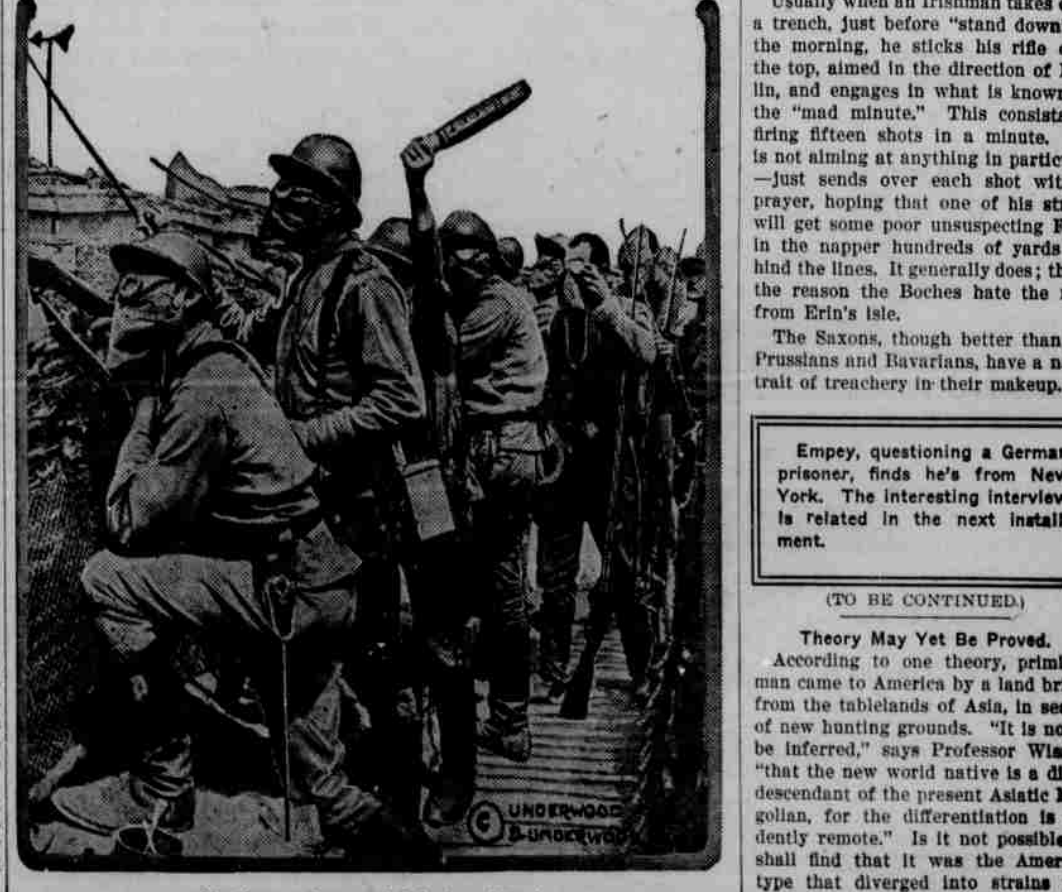 UNDERWOOD
& UNDERWOOD
Usually when an Irishman takes
a trench, just before "stand down
the morning, he sticks his rifle
the top, aimed in the direction of
lin, and engages in what is known
the "mad minute." This consists
firing fifteen shots in a minute.
is not aiming at anything in partic
—just sends over each shot wit
prayer, hoping that one of his st
will get some poor unsuspecting F
in the napper hundreds of yards
hind the lines. It generally does; th
the reason the Boches hate the
from Erin's isle.
The Saxons, though better than
Prussians and Bavarians, have a n
trait of treachery in their makeup.
Empey, questioning a German
prisoner, finds he's from New
York. The interesting interview
is related in the next install-
ment.
(TO BE CONTINUED.)
Theory May Yet Be Proved.
According to one theory, primi
man came to America by a land br
from the tablelands of Asia, in se
of new hunting grounds. "It is no
be inferred," says Professor Wis
"that the new world native is a di
descendant of the present Asiatic
golian, for the differentiation is
dently remote." Is it not possible
shall find that it was the Amer
type that diverged into strains